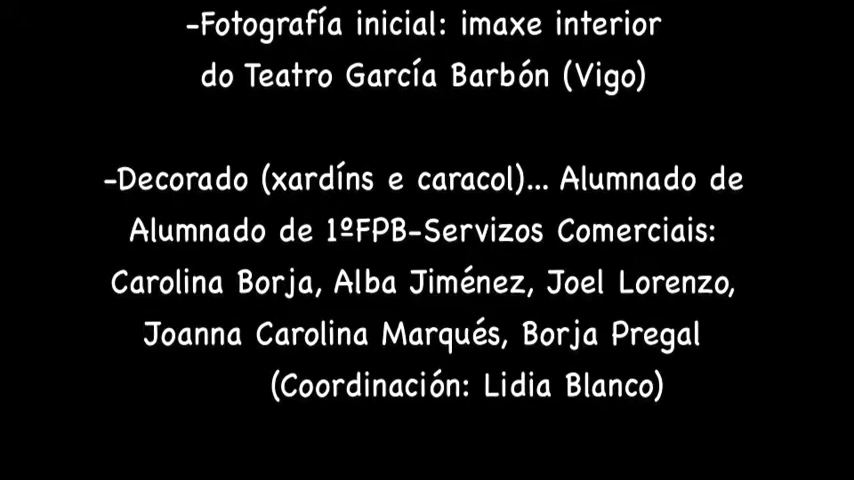 -Fotografía inicial: imaxe interior
do Teatro García Barbón (Vigo)
-Decorado (xardíns e caracol)... Alumnado de
Alumnado de 1ºFPB-Servizos Comerciais:
Carolina Borja, Alba Jiménez, Joel Lorenzo,
Joanna Carolina Marqués, Borja Pregal
(Coordinación: Lidia Blanco)